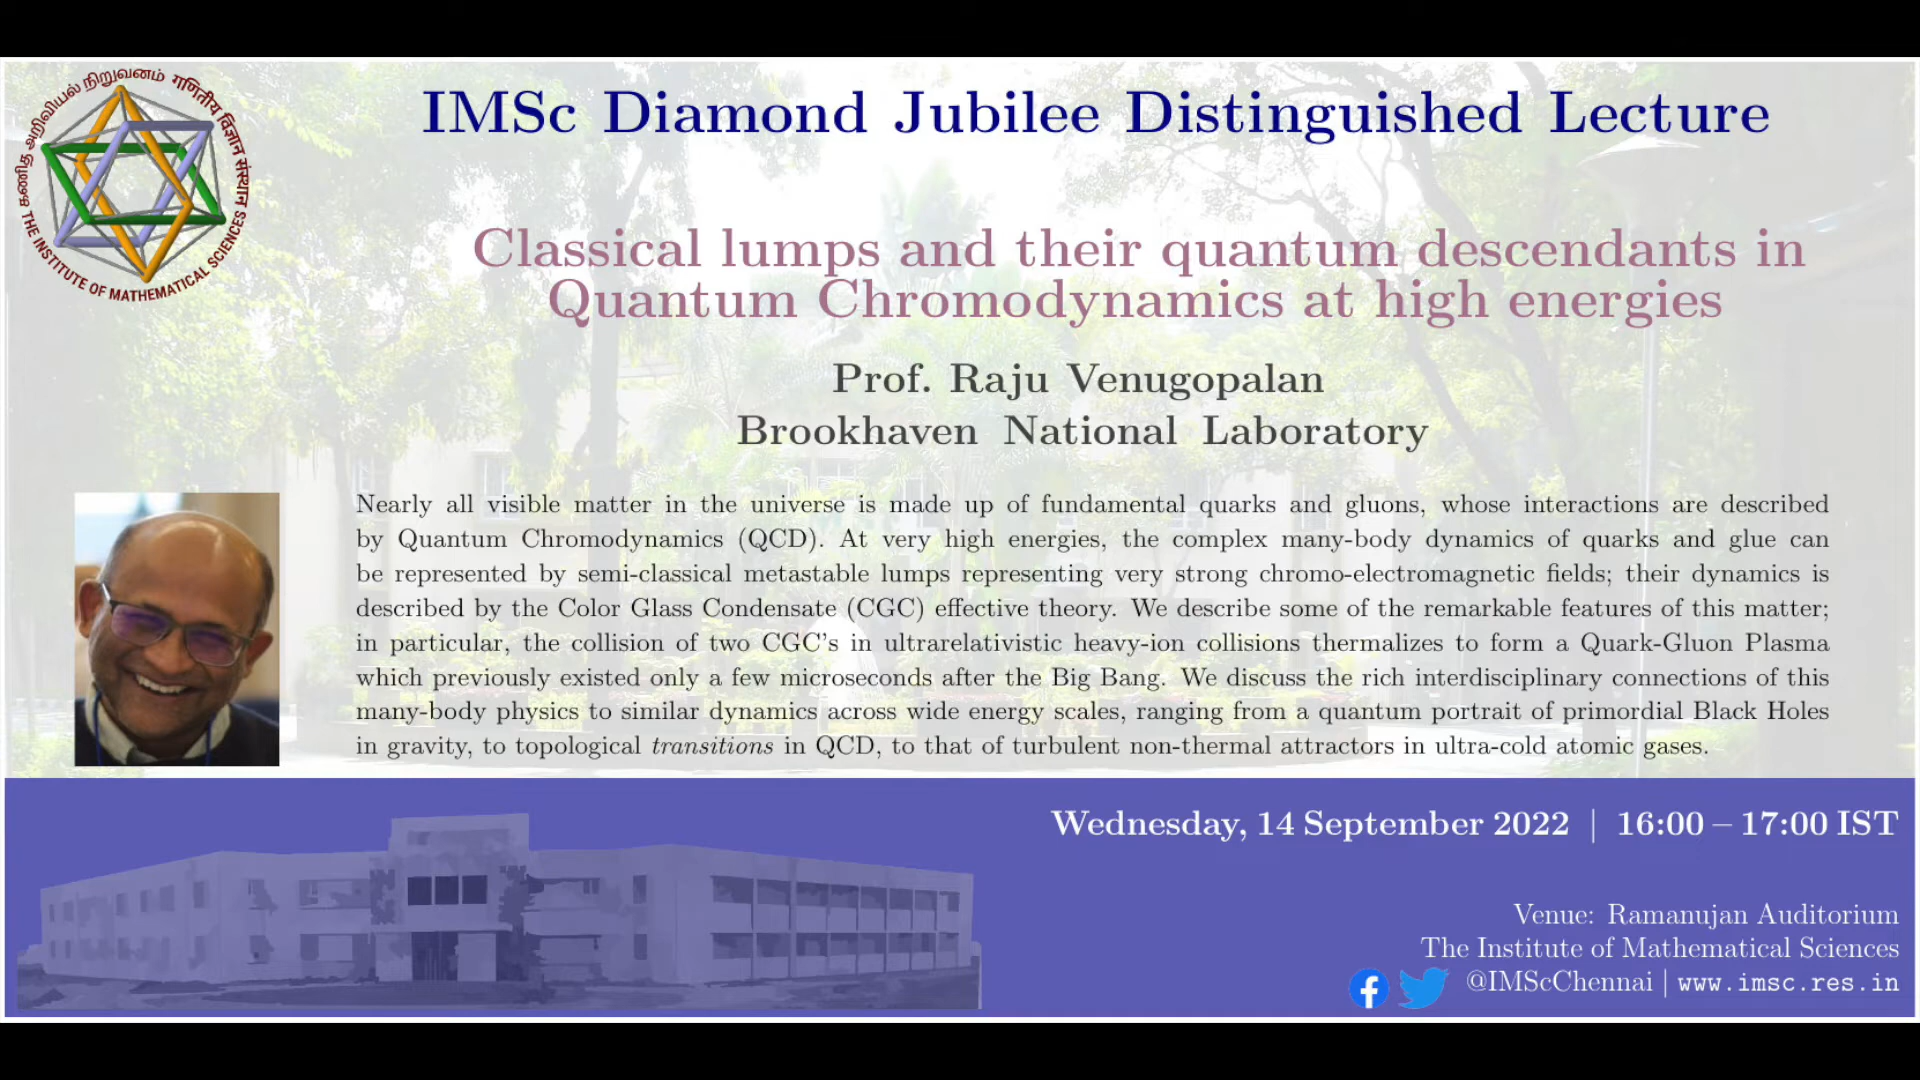 கணித அறிவியல் நிறுவனம் गणितीय विज्ञान संस्थान
THE INSTITUTE OF MATHEMATICAL SCIENCES
IMSc Diamond Jubilee Distinguished Lecture
Classical lumps and their quantum descendants in
Quantum Chromodynamics at high energies
Prof. Raju Venugopalan
Brookhaven National Laboratory
Nearly all visible matter in the universe is made up of fundamental quarks and gluons, whose interactions are described
by Quantum Chromodynamics (QCD). At very high energies, the complex many-body dynamics of quarks and glue can
be represented by semi-classical metastable lumps representing very strong chromo-electromagnetic fields; their dynamics is
described by the Color Glass Condensate (CGC) effective theory. We describe some of the remarkable features of this matter;
in particular, the collision of two CGC's in ultrarelativistic heavy-ion collisions thermalizes to form a Quark-Gluon Plasma
which previously existed only a few microseconds after the Big Bang. We discuss the rich interdisciplinary connections of this
many-body physics to similar dynamics across wide energy scales, ranging from a quantum portrait of primordial Black Holes
in gravity, to topological transitions in QCD, to that of turbulent non-thermal attractors in ultra-cold atomic gases.
Wednesday, 14 September 2022 | 16:00 – 17:00 IST
Venue: Ramanujan Auditorium
The Institute of Mathematical Sciences
@IMScChennai | www.imsc.res.in